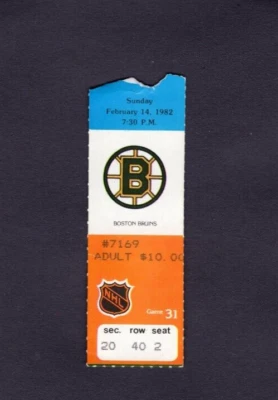 Sunday
February 14, 1982
7:30 P.M.
B
BOSTON BRUINS
#7169
ADULT $10.00
NHL
Game 31
sec. row seat
20 40 2